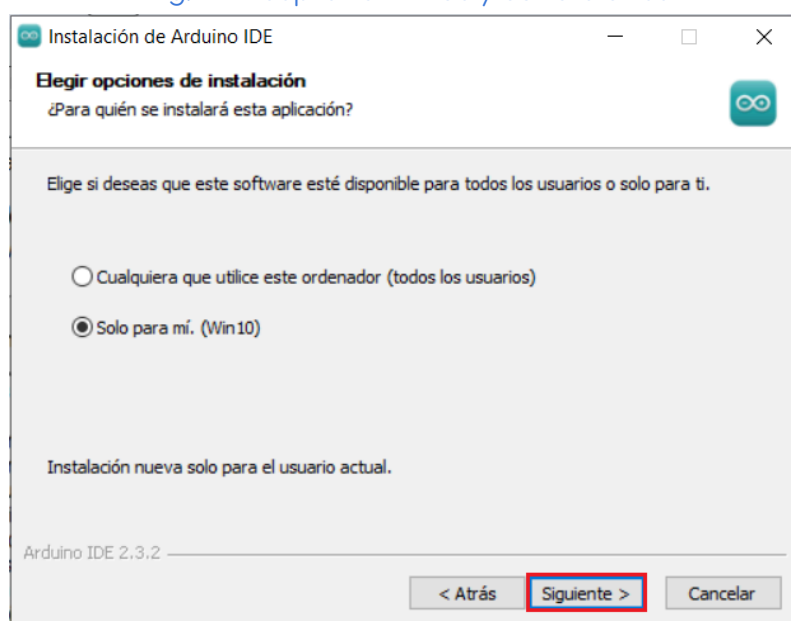 Instalación de Arduino IDE
Elegir opciones de instalación
¿Para quién se instalará esta aplicación?
Elige si deseas que este software esté disponible para todos los usuarios o solo para ti.
Cualquiera que utilice este ordenador (todos los usuarios)
Solo para mí. (Win10)
Instalación nueva solo para el usuario actual.
Arduino IDE 2.3.2
< Atrás Siguiente > Cancelar